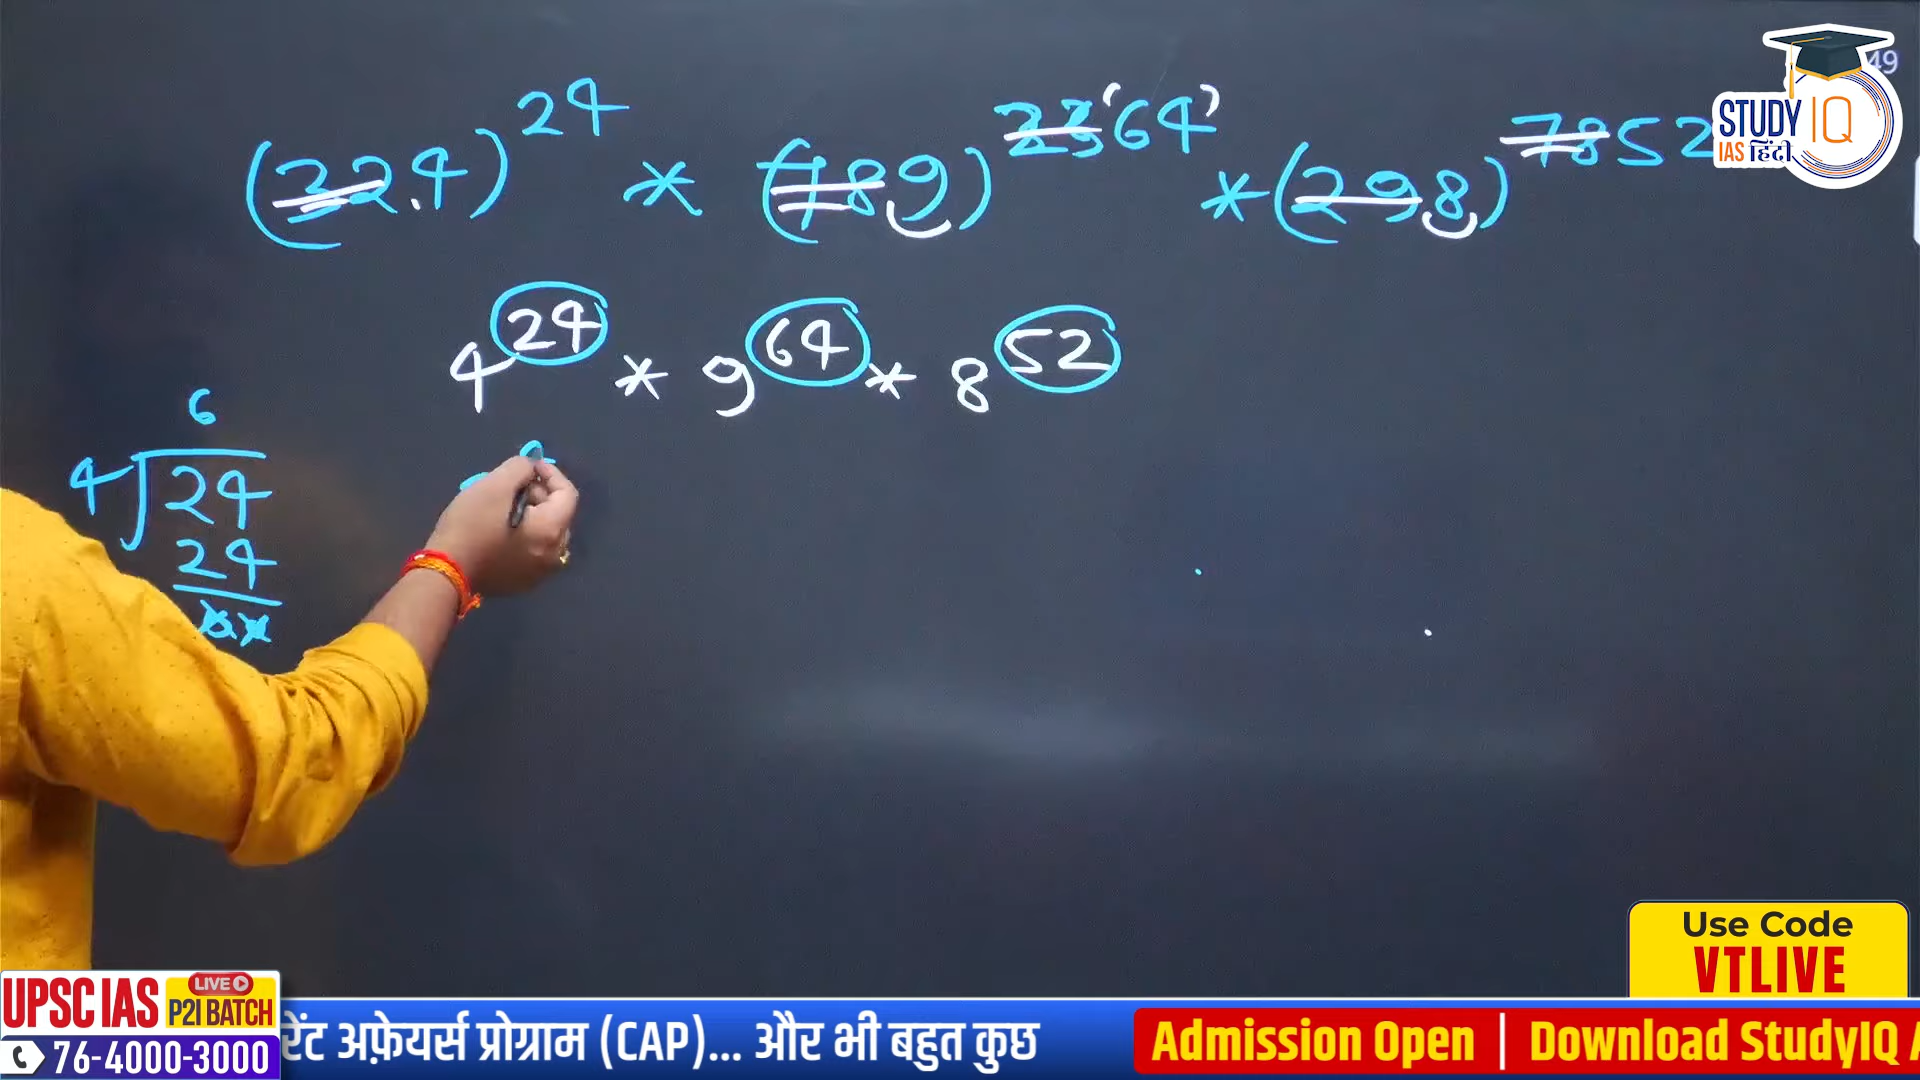 49
STUDY IQ
IAS हिंदी
(324)^24 * (789)^2364 * (298)^7852
4^24 * 9^64 * 8^52
6
4 24
24
Use Code
VTLIVE
UPSC IAS LIVE P2I BATCH
76-4000-3000
रेंट अफ़ेयर्स प्रोग्राम (CAP)... और भी बहुत कुछ
Admission Open | Download StudyIQ A